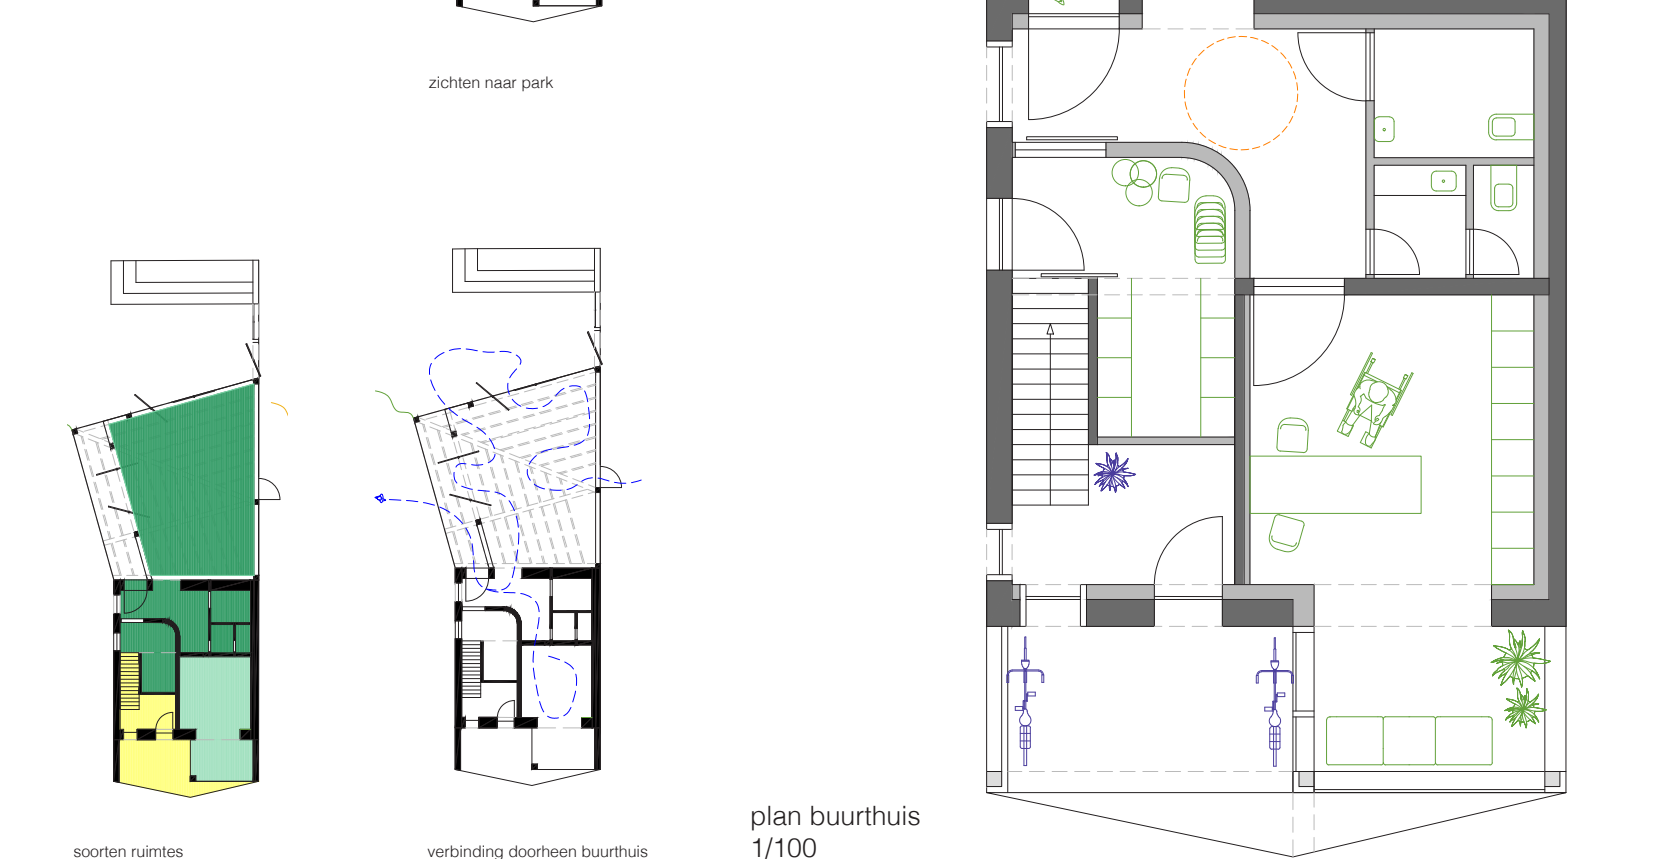 zichten naar park
plan buurthuis
1/100
soorten ruimtes
verbinding doorheen buurthuis